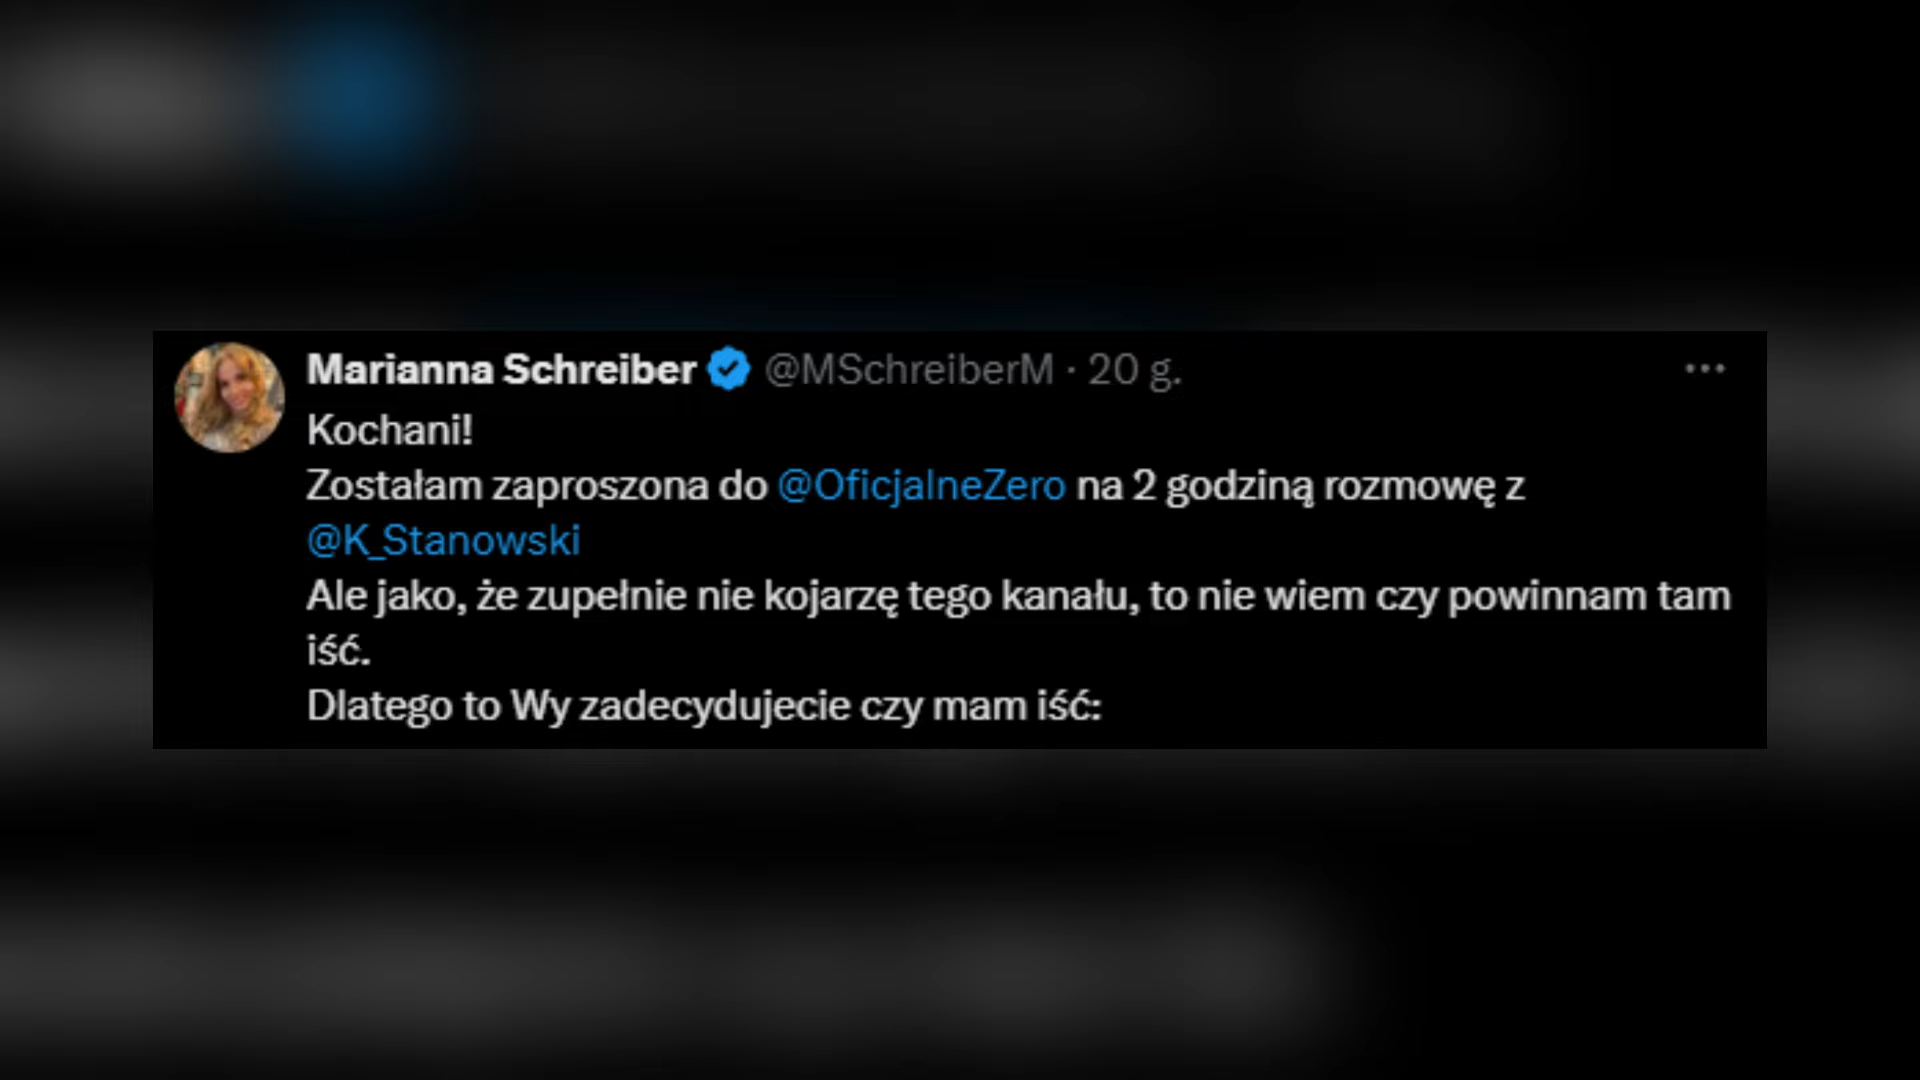 Marianna Schreiber @MSchreiberM · 20 g.
Kochani!
Zostałam zaproszona do @OficjalneZero na 2 godziną rozmowę z
@K_Stanowski
Ale jako, że zupełnie nie kojarzę tego kanału, to nie wiem czy powinnam tam
iść.
Dlatego to Wy zadecydujecie czy mam iść: